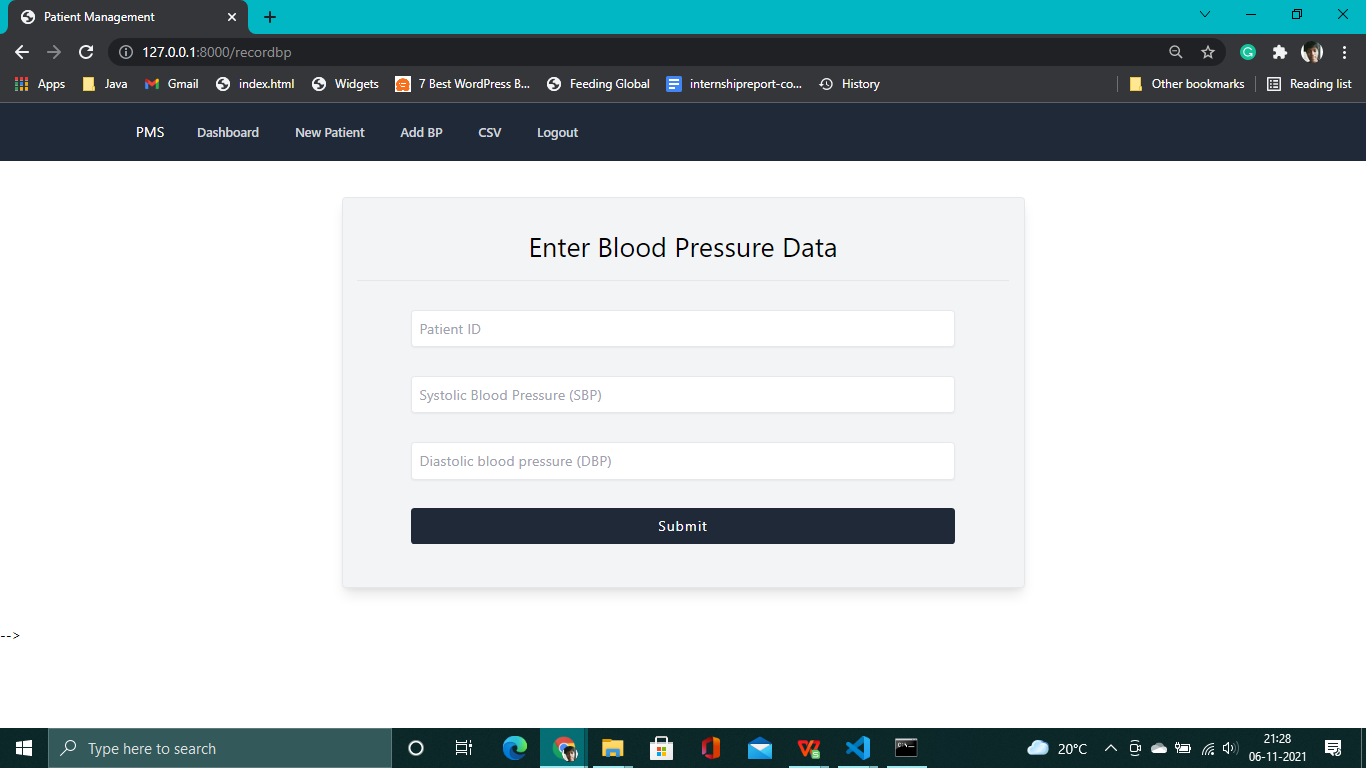 Patient Management
127.0.0.1:8000/recordbp
Apps Java Gmail index.html Widgets 7 Best WordPress B... Feeding Global internshipreport-co... History Other bookmarks Reading list
PMS Dashboard New Patient Add BP CSV Logout
Enter Blood Pressure Data
Patient ID
Systolic Blood Pressure (SBP)
Diastolic blood pressure (DBP)
Submit
-->
Type here to search
20°C
21:28
06-11-2021